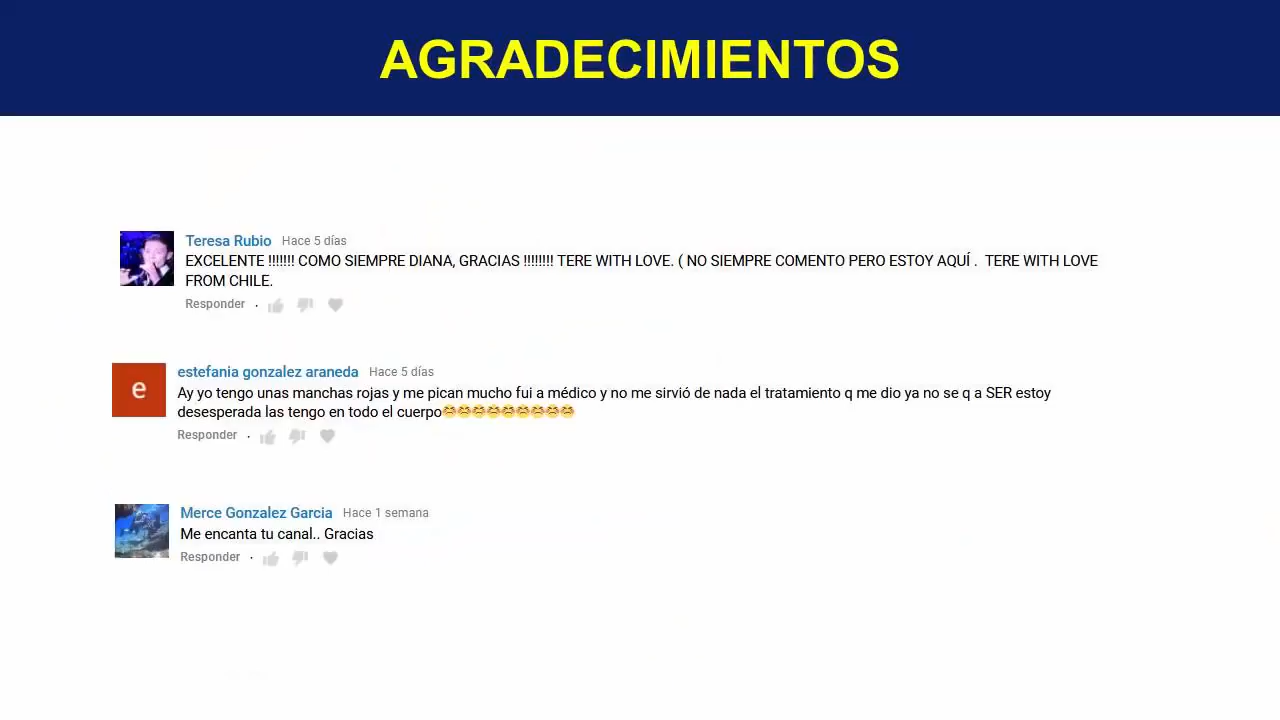 AGRADECIMIENTOS
Teresa Rubio Hace 5 días
EXCELENTE !!!!!!! COMO SIEMPRE DIANA, GRACIAS !!!!!!!! TERE WITH LOVE. ( NO SIEMPRE COMENTO PERO ESTOY AQUÍ . TERE WITH LOVE
FROM CHILE.
Responder ·
e
estefania gonzalez araneda Hace 5 días
Ay yo tengo unas manchas rojas y me pican mucho fui a médico y no me sirvió de nada el tratamiento q me dio ya no se q a SER estoy
desesperada las tengo en todo el cuerpo😁😁😁😁😁😁😁😁😁
Responder ·
Merce Gonzalez Garcia Hace 1 semana
Me encanta tu canal.. Gracias
Responder ·